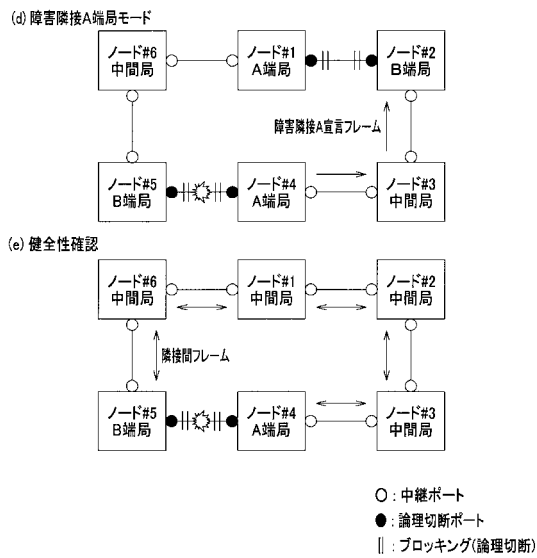 (d) 障害隣接A端局モード
ノード#6
中間局
ノード#1
A端局
ノード#2
B端局
障害隣接A宣言フレーム
ノード#5
B端局
ノード#4
A端局
ノード#3
中間局
(e) 健全性確認
ノード#6
中間局
ノード#1
中間局
ノード#2
中間局
隣接間フレーム
ノード#5
B端局
ノード#4
A端局
ノード#3
中間局
○ : 中継ポート
● : 論理切断ポート
|| : ブロッキング(論理切断)